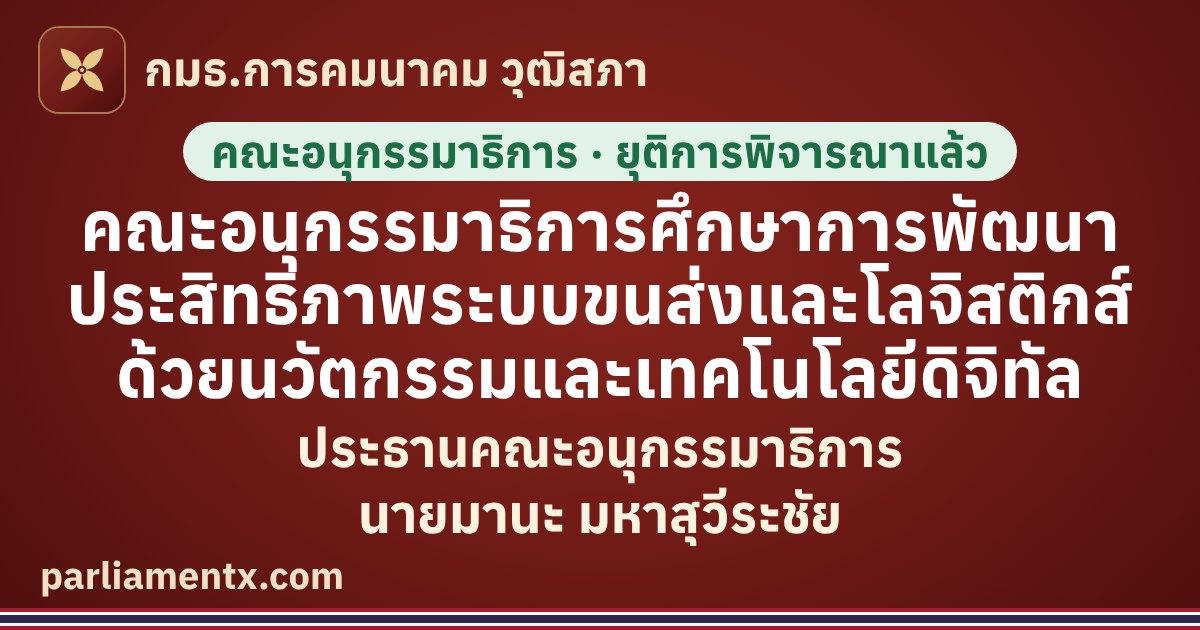 กมธ.การคมนาคม วุฒิสภา
คณะอนุกรรมาธิการ · ยุติการพิจารณาแล้ว
คณะอนุกรรมาธิการศึกษาการพัฒนา
ประสิทธิภาพระบบขนส่งและโลจิสติกส์
ด้วยนวัตกรรมและเทคโนโลยีดิจิทัล
ประธานคณะอนุกรรมาธิการ
นายมานะ มหาสุวีระชัย
parliamentx.com